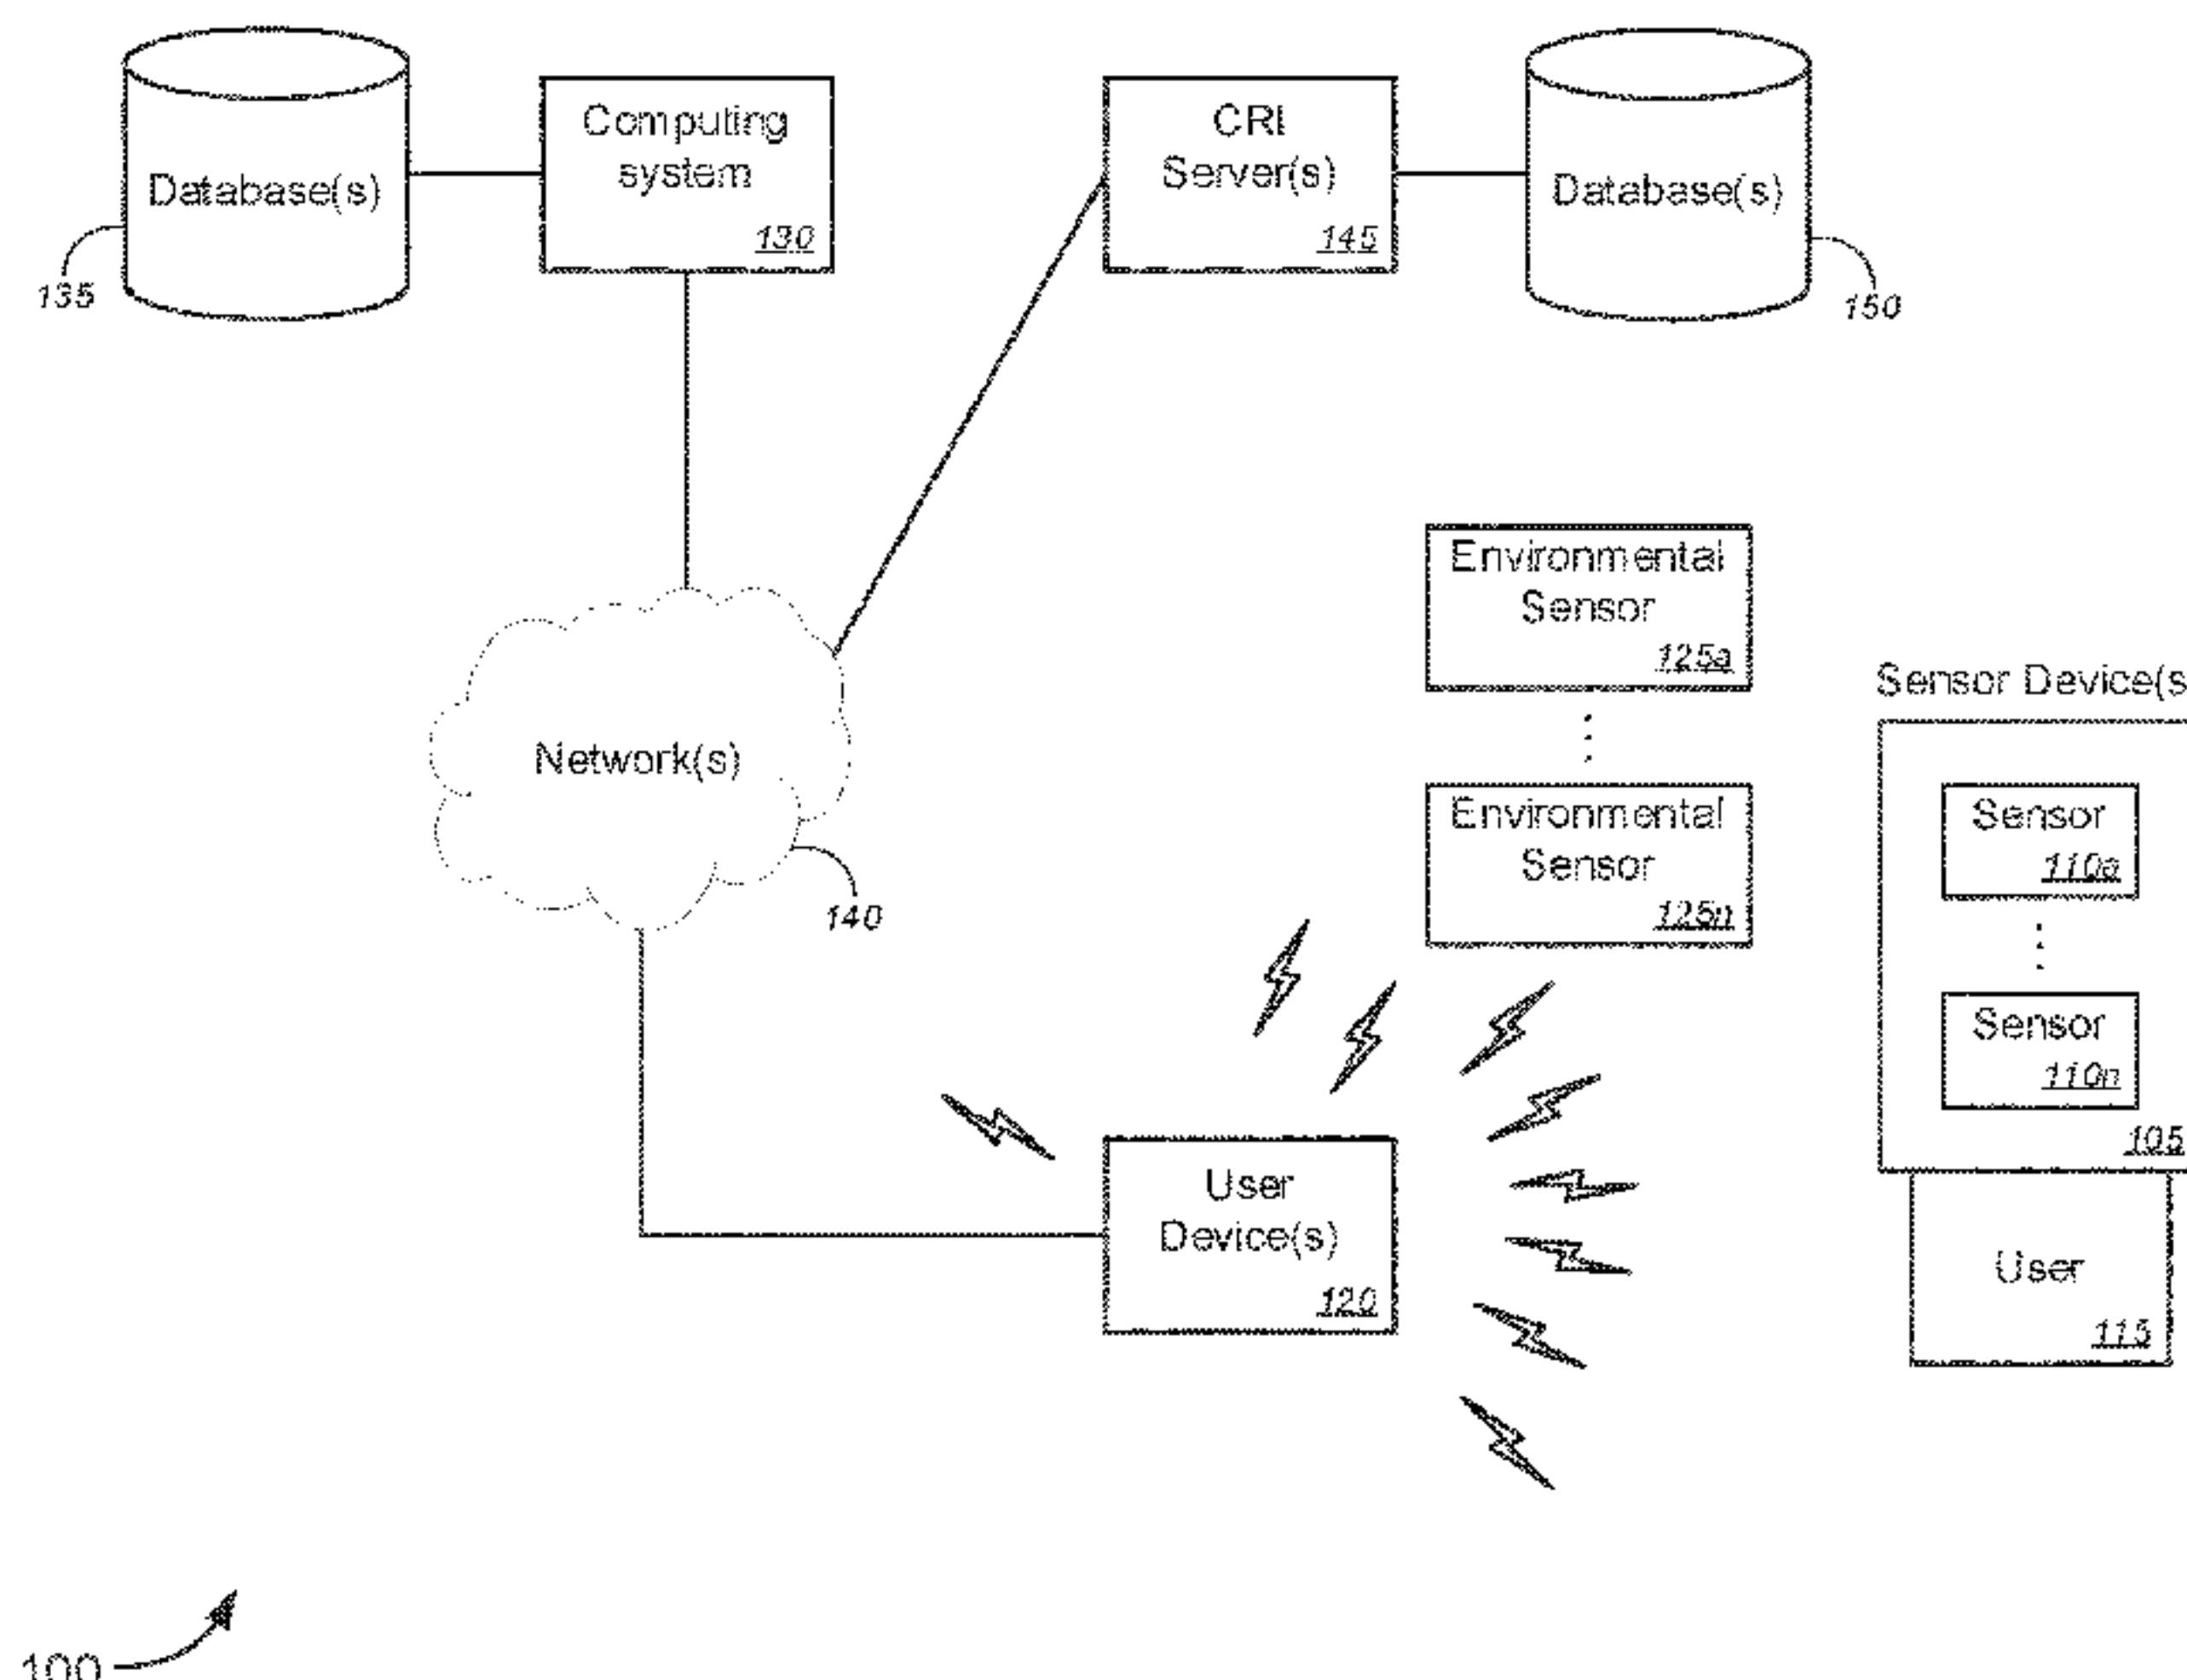 Database(s)
135
Computing
system
130
CRI
Server(s)
145
Database(s)
150
Network(s)
140
Environmental
Sensor
125a
Environmental
Sensor
125n
Sensor Device(s
Sensor
110a
Sensor
110n
105
User
115
User
Device(s)
120
100